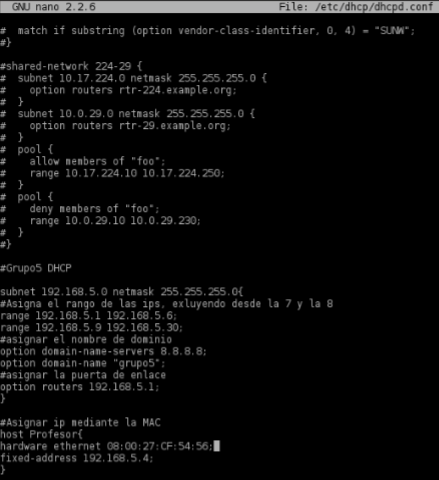 GNU nano 2.2.6 File: /etc/dhcp/dhcpd.conf
#  match if substring (option vendor-class-identifier, 0, 4) = "SUNW";
#}
#shared-network 224-29 {
#  subnet 10.17.224.0 netmask 255.255.255.0 {
#    option routers rtr-224.example.org;
#  }
#  subnet 10.0.29.0 netmask 255.255.255.0 {
#    option routers rtr-29.example.org;
#  }
#  pool {
#    allow members of "foo";
#    range 10.17.224.10 10.17.224.250;
#  }
#  pool {
#    deny members of "foo";
#    range 10.0.29.10 10.0.29.230;
#  }
#}
#Grupo5 DHCP
subnet 192.168.5.0 netmask 255.255.255.0{
#Asigna el rango de las ips, exluyendo desde la 7 y la 8
range 192.168.5.1 192.168.5.6;
range 192.168.5.9 192.168.5.30;
#asignar el nombre de dominio
option domain-name-servers 8.8.8.8;
option domain-name "grupo5";
#asignar la puerta de enlace
option routers 192.168.5.1;
}
#Asignar ip mediante la MAC
host Profesor{
hardware ethernet 08:00:27:CF:54:56;
fixed-address 192.168.5.4;
}